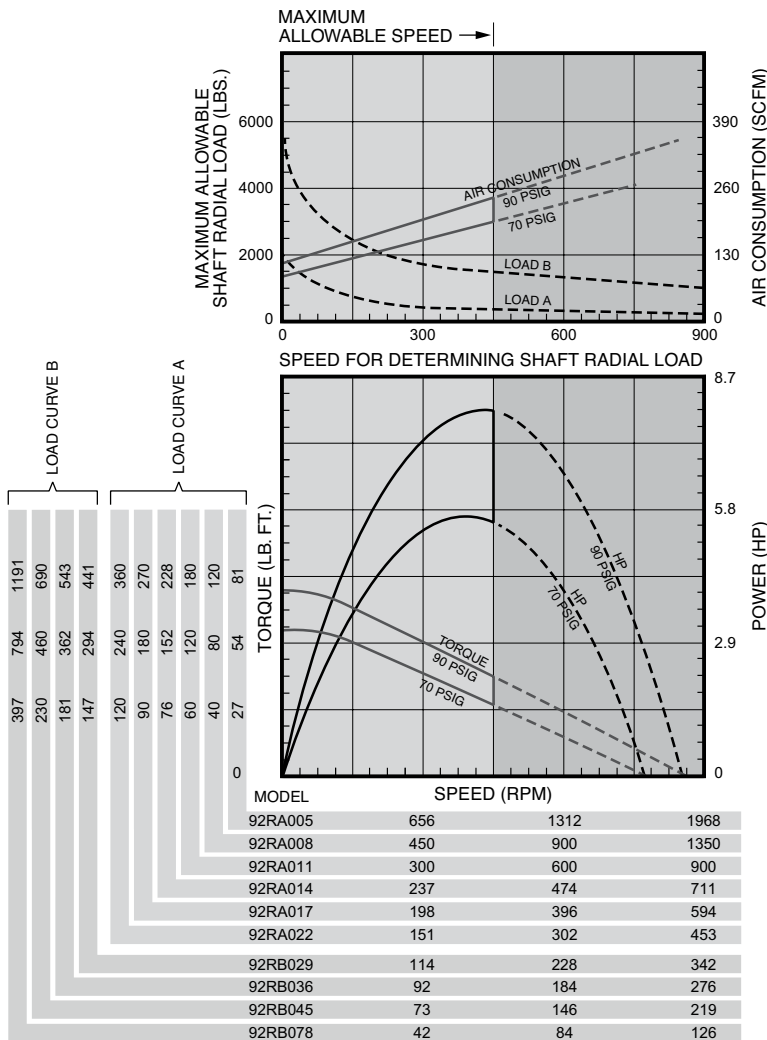 MAXIMUM
ALLOWABLE SPEED
MAXIMUM ALLOWABLE
SHAFT RADIAL LOAD (LBS.)
6000
4000
2000
0
AIR CONSUMPTION
90 PSIG
70 PSIG
LOAD B
LOAD A
390
260
130
0
AIR CONSUMPTION (SCFM)
0 300 600 900
SPEED FOR DETERMINING SHAFT RADIAL LOAD
LOAD CURVE B
LOAD CURVE A
1191 690 543 441 360 270 228 180 120 81
794 460 362 294 240 180 152 120 80 54
397 230 181 147 120 90 76 60 40 27
0
TORQUE (LB. FT.)
HP
90 PSIG
HP
70 PSIG
TORQUE
90 PSIG
70 PSIG
8.7
5.8
2.9
0
POWER (HP)
MODEL SPEED (RPM)
92RA005 656 1312 1968
92RA008 450 900 1350
92RA011 300 600 900
92RA014 237 474 711
92RA017 198 396 594
92RA022 151 302 453
92RB029 114 228 342
92RB036 92 184 276
92RB045 73 146 219
92RB078 42 84 126